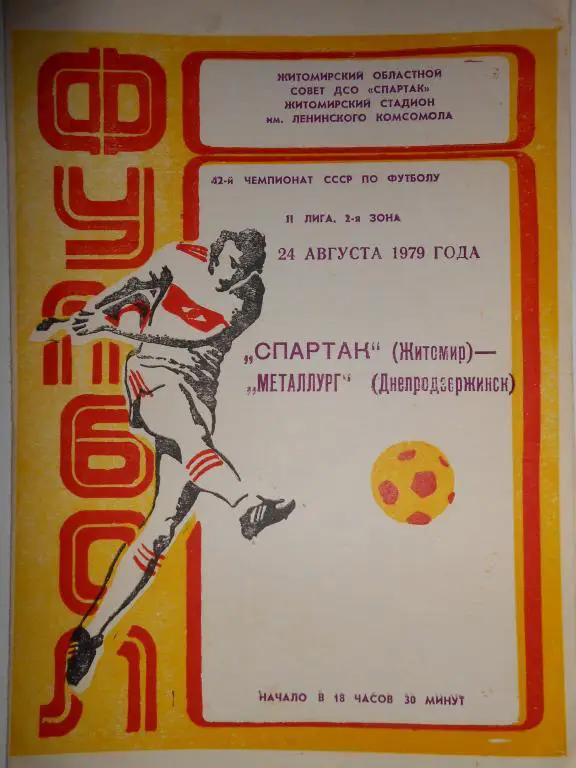 ФУТБОЛ
ЖИТОМИРСКИЙ ОБЛАСТНОЙ
СОВЕТ ДСО «СПАРТАК»
ЖИТОМИРСКИЙ СТАДИОН
им. ЛЕНИНСКОГО КОМСОМОЛА
42-й ЧЕМПИОНАТ СССР ПО ФУТБОЛУ
II ЛИГА, 2-я ЗОНА
24 АВГУСТА 1979 ГОДА
„СПАРТАК" (Житомир)—
„МЕТАЛЛУРГ" (Днепродзержинск)
НАЧАЛО В 18 ЧАСОВ 30 МИНУТ